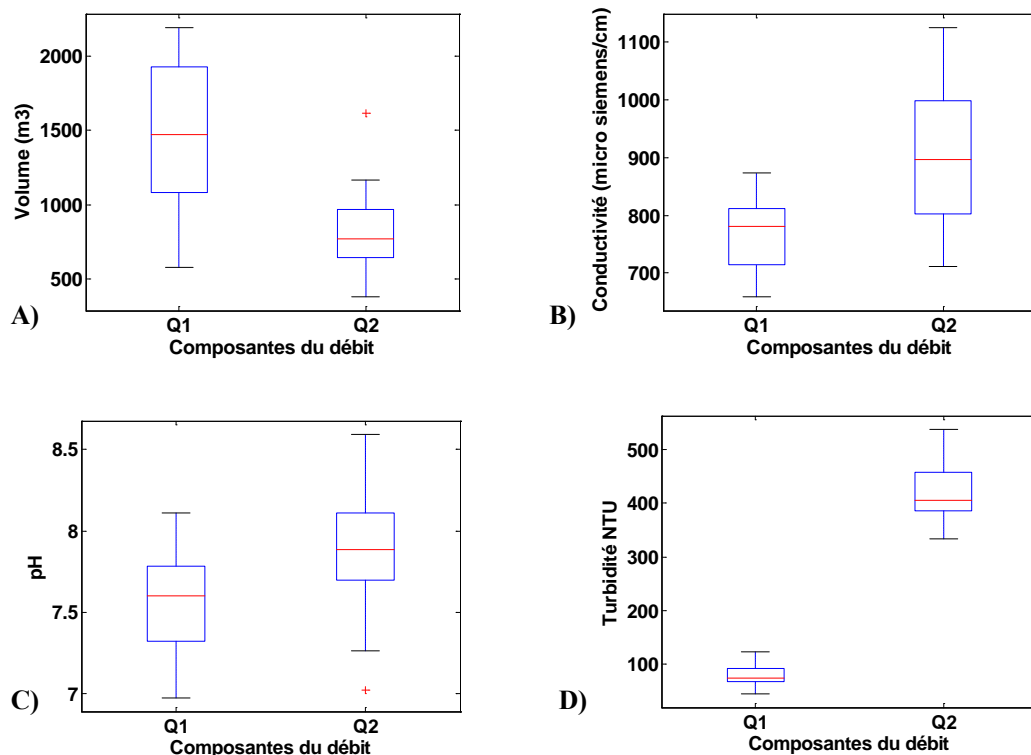 2000
1500
1000
500
Volume (m3)
Q1 Q2
Composantes du débit
A)
1100
1000
900
800
700
Conductivité (micro siemens/cm)
Q1 Q2
Composantes du débit
B)
8.5
8
7.5
7
pH
Q1 Q2
Composantes du débit
C)
500
400
300
200
100
Turbidité NTU
Q1 Q2
Composantes du débit
D)